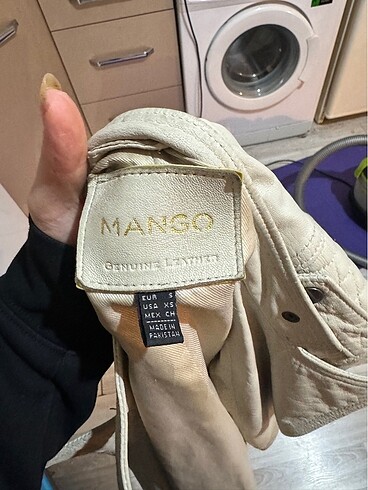 MANGO
GENUINE LEATHER
EUR S
USA XS
MEX CH
MADE IN
PAKISTAN